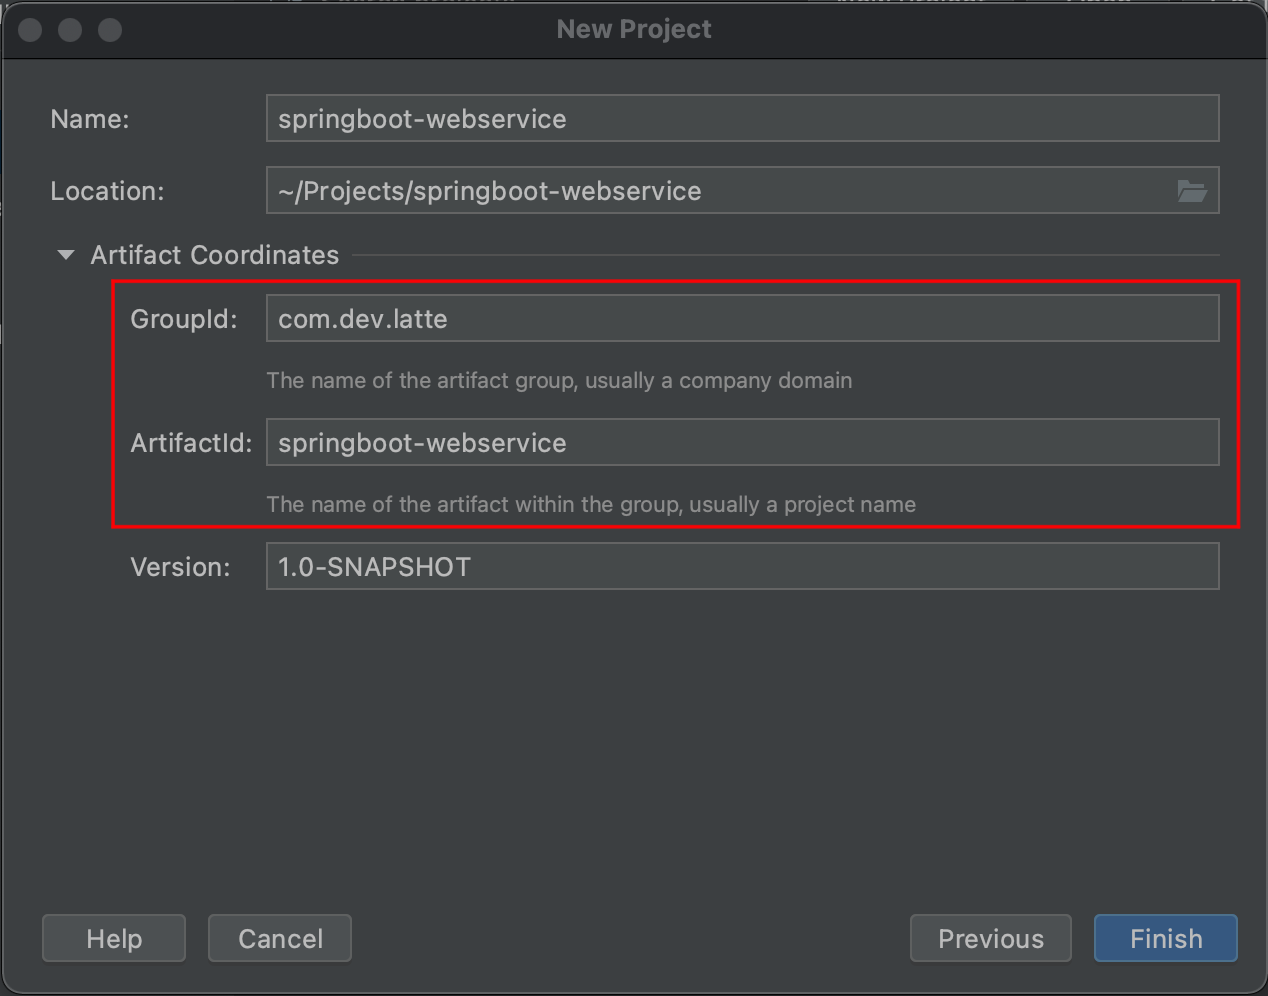 New Project
Name: springboot-webservice
Location: ~/Projects/springboot-webservice
Artifact Coordinates
GroupId: com.dev.latte
The name of the artifact group, usually a company domain
ArtifactId: springboot-webservice
The name of the artifact within the group, usually a project name
Version: 1.0-SNAPSHOT
Help Cancel Previous Finish